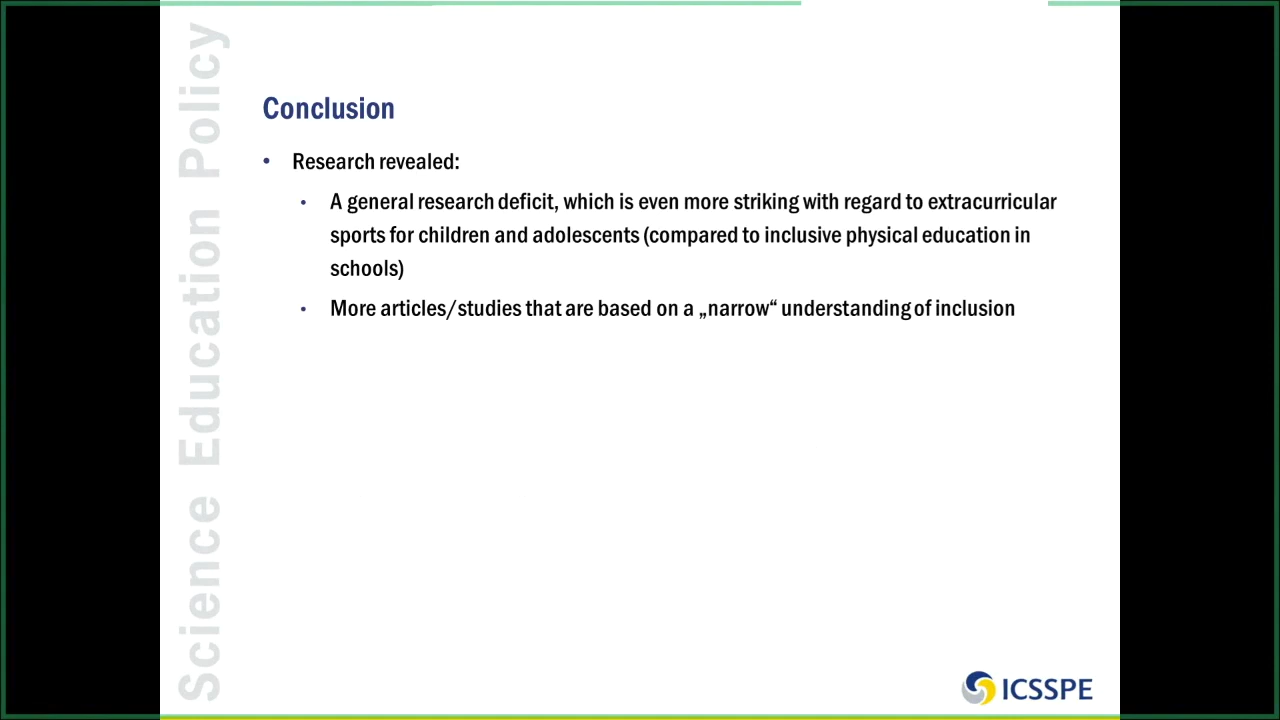 Science Education Policy
Conclusion
• Research revealed:
• A general research deficit, which is even more striking with regard to extracurricular
sports for children and adolescents (compared to inclusive physical education in
schools)
• More articles/studies that are based on a „narrow“ understanding of inclusion
ICSSPE